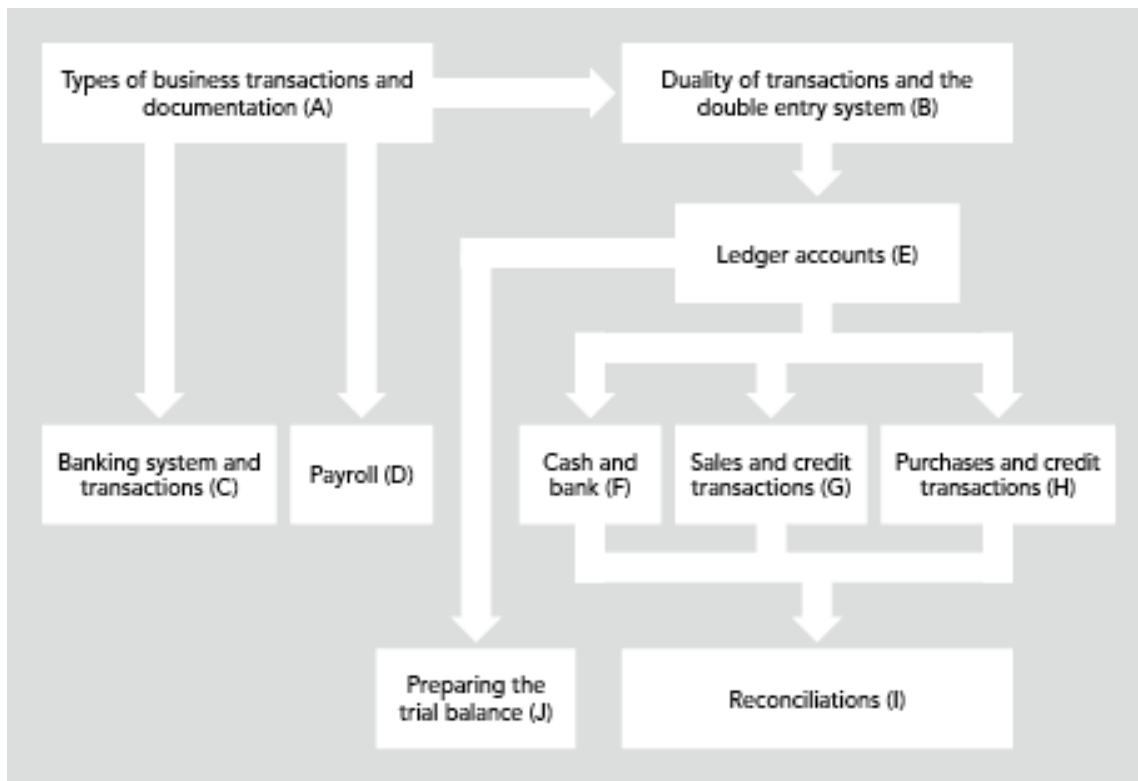 Types of business transactions and
documentation (A)
Duality of transactions and the
double entry system (B)
Ledger accounts (E)
Banking system and
transactions (C)
Payroll (D)
Cash and
bank (F)
Sales and credit
transactions (G)
Purchases and credit
transactions (H)
Preparing the
trial balance (J)
Reconciliations (I)